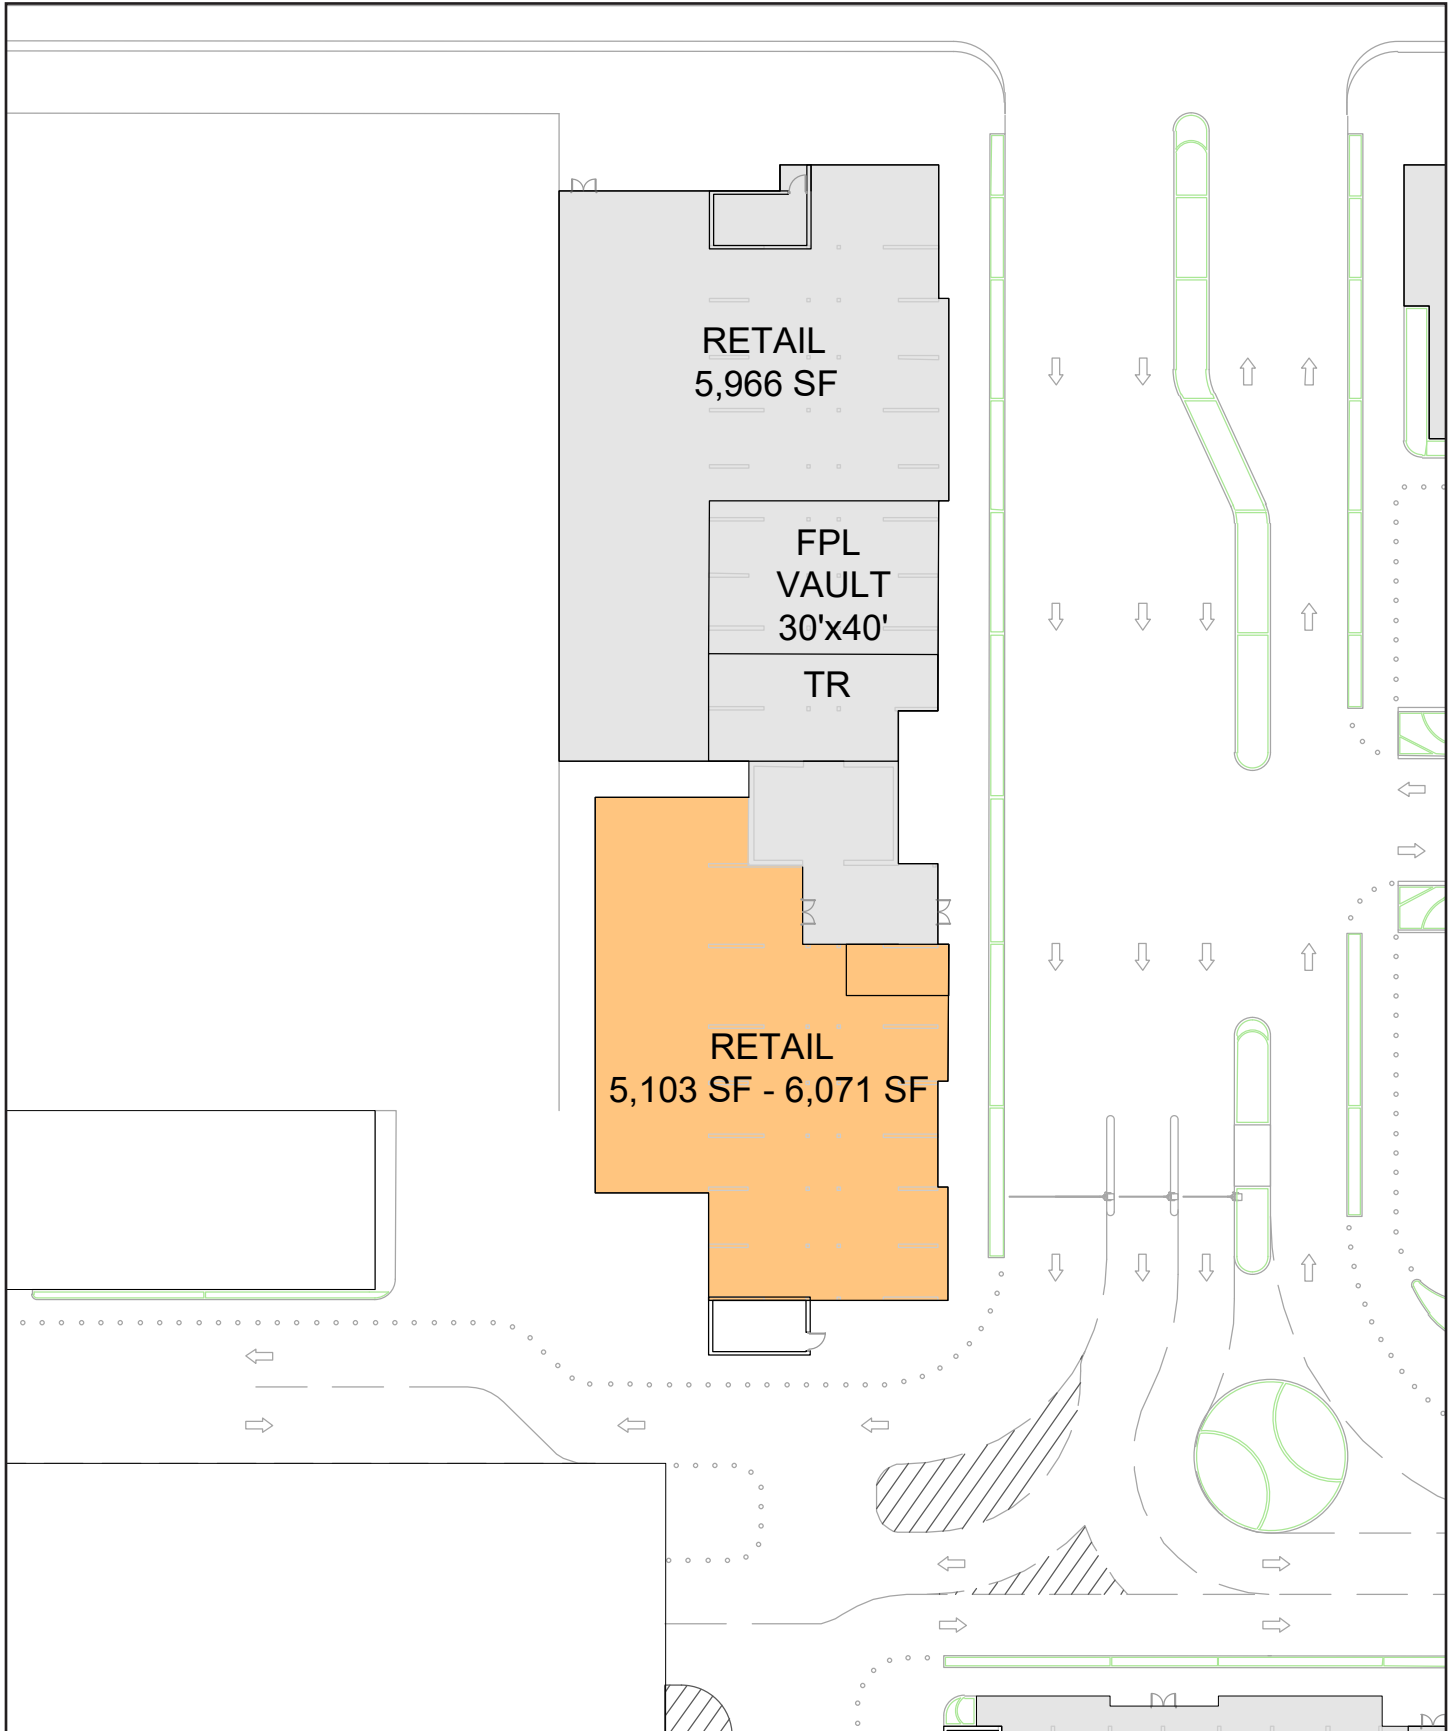 RETAIL
5,966 SF
FPL
VAULT
30'x40'
TR
RETAIL
5,103 SF - 6,071 SF